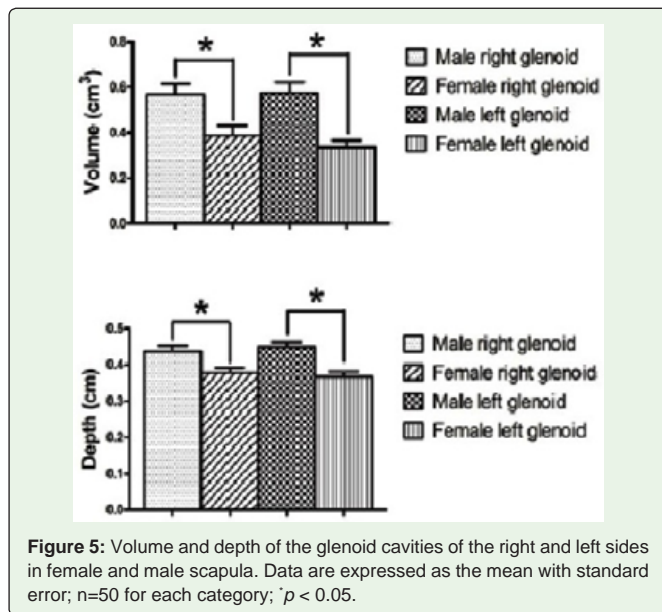 *
*
0.8
0.6
0.4
0.2
0.0
Volume (cm³)
Male right glenoid
Female right glenoid
Male left glenoid
Female left glenoid
*
*
0.5
0.4
0.3
0.2
0.1
0.0
Depth (cm)
Male right glenoid
Female right glenoid
Male left glenoid
Female left glenoid
Figure 5: Volume and depth of the glenoid cavities of the right and left sides
in female and male scapula. Data are expressed as the mean with standard
error; n=50 for each category; *p < 0.05.